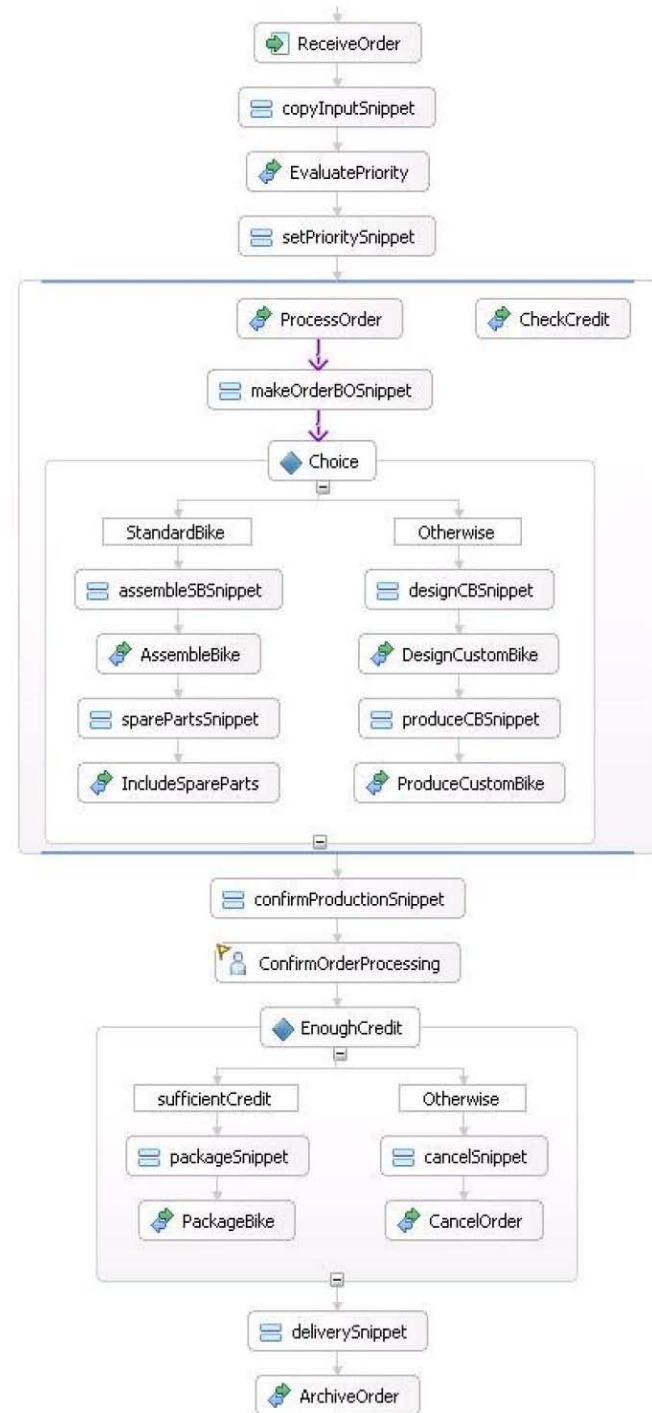 ReceiveOrder
copyInputSnippet
EvaluatePriority
setPrioritySnippet
ProcessOrder
CheckCredit
makeOrderBOSnippet
Choice
StandardBike
Otherwise
assembleSBSnippet
designCBSnippet
AssembleBike
DesignCustomBike
sparePartsSnippet
produceCBSnippet
IncludeSpareParts
ProduceCustomBike
confirmProductionSnippet
ConfirmOrderProcessing
EnoughCredit
sufficientCredit
Otherwise
packageSnippet
cancelSnippet
PackageBike
CancelOrder
deliverySnippet
ArchiveOrder